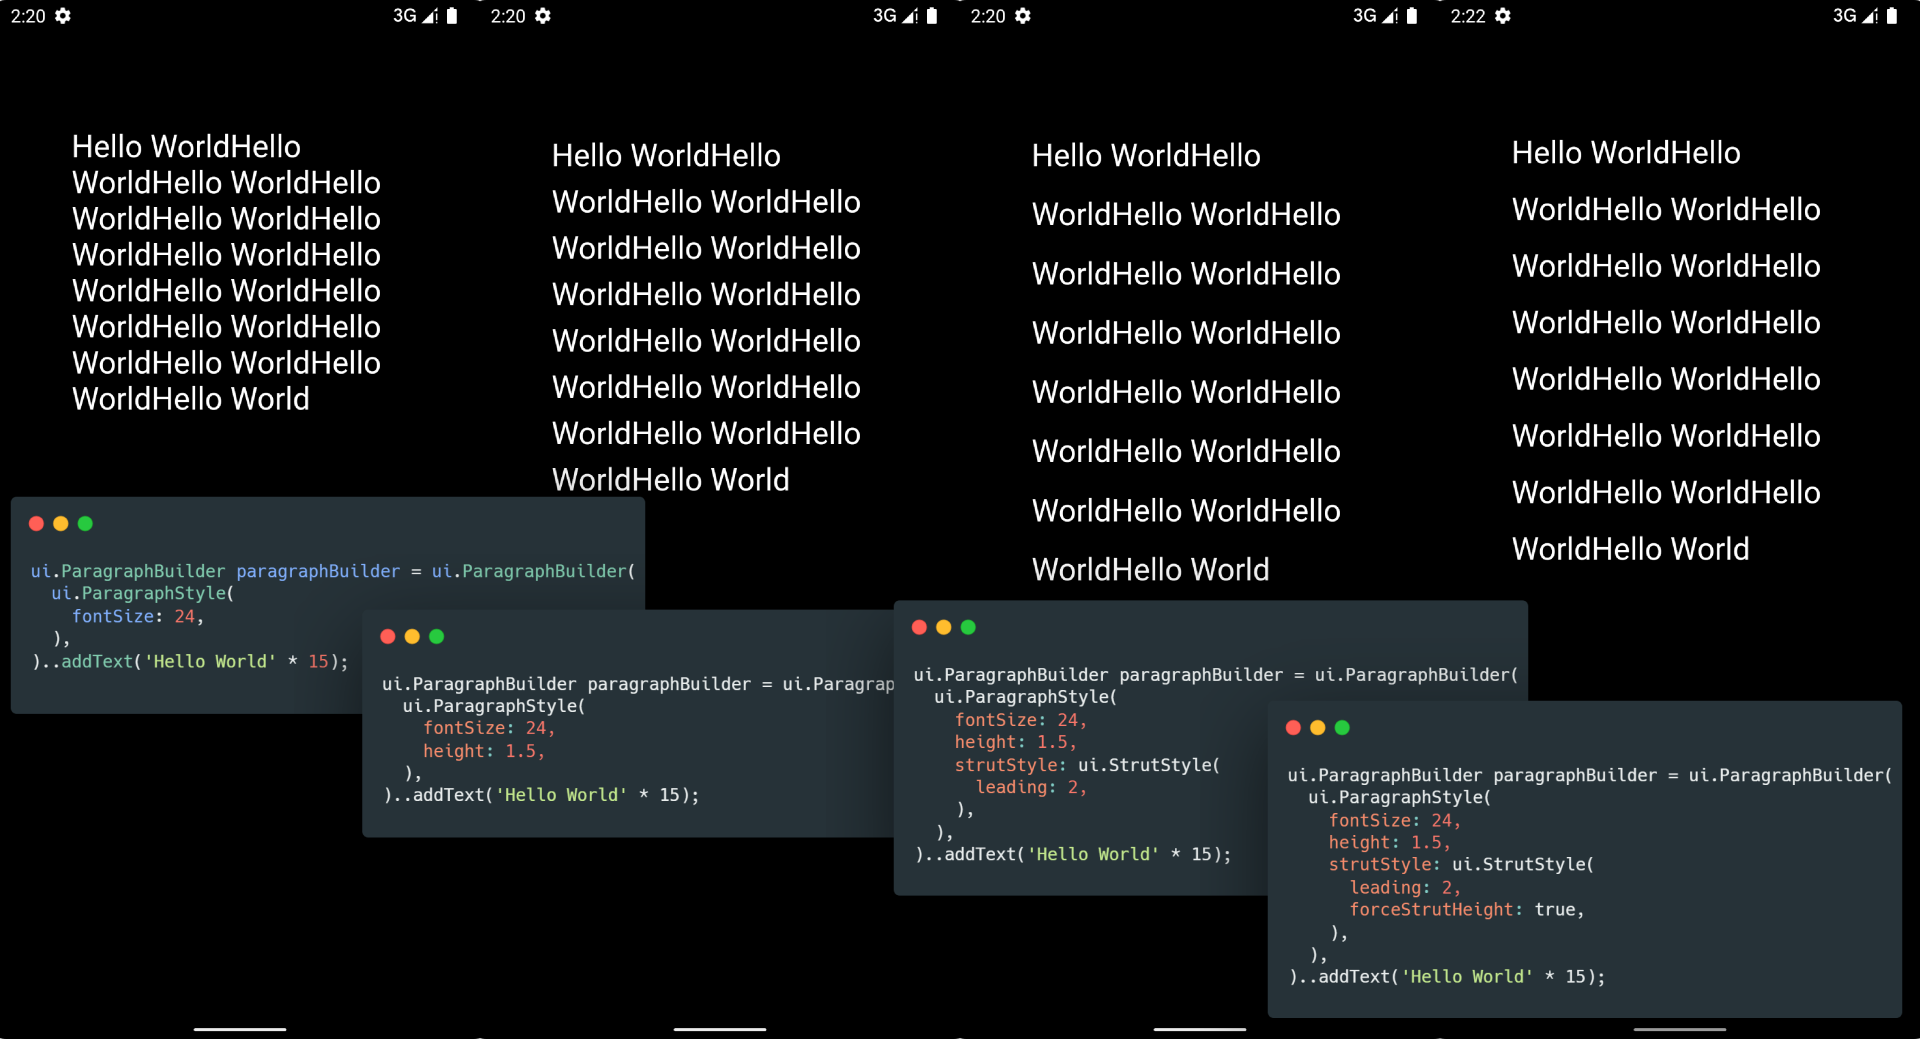 2:20 3G
Hello WorldHello
WorldHello WorldHello
WorldHello WorldHello
WorldHello WorldHello
WorldHello WorldHello
WorldHello WorldHello
WorldHello WorldHello
WorldHello World
ui.ParagraphBuilder paragraphBuilder = ui.ParagraphBuilder(
ui.ParagraphStyle(
fontSize: 24,
),
)..addText('Hello World' * 15);
2:20 3G
Hello WorldHello
WorldHello WorldHello
WorldHello WorldHello
WorldHello WorldHello
WorldHello WorldHello
WorldHello WorldHello
WorldHello WorldHello
WorldHello World
ui.ParagraphBuilder paragraphBuilder = ui.Paragrap
ui.ParagraphStyle(
fontSize: 24,
height: 1.5,
),
)..addText('Hello World' * 15);
2:20 3G
Hello WorldHello
WorldHello WorldHello
WorldHello WorldHello
WorldHello WorldHello
WorldHello WorldHello
WorldHello WorldHello
WorldHello WorldHello
WorldHello World
ui.ParagraphBuilder paragraphBuilder = ui.ParagraphBuilder(
ui.ParagraphStyle(
fontSize: 24,
height: 1.5,
strutStyle: ui.StrutStyle(
leading: 2,
),
),
)..addText('Hello World' * 15);
2:22 3G
Hello WorldHello
WorldHello WorldHello
WorldHello WorldHello
WorldHello WorldHello
WorldHello WorldHello
WorldHello WorldHello
WorldHello WorldHello
WorldHello World
ui.ParagraphBuilder paragraphBuilder = ui.ParagraphBuilder(
ui.ParagraphStyle(
fontSize: 24,
height: 1.5,
strutStyle: ui.StrutStyle(
leading: 2,
forceStrutHeight: true,
),
),
)..addText('Hello World' * 15);